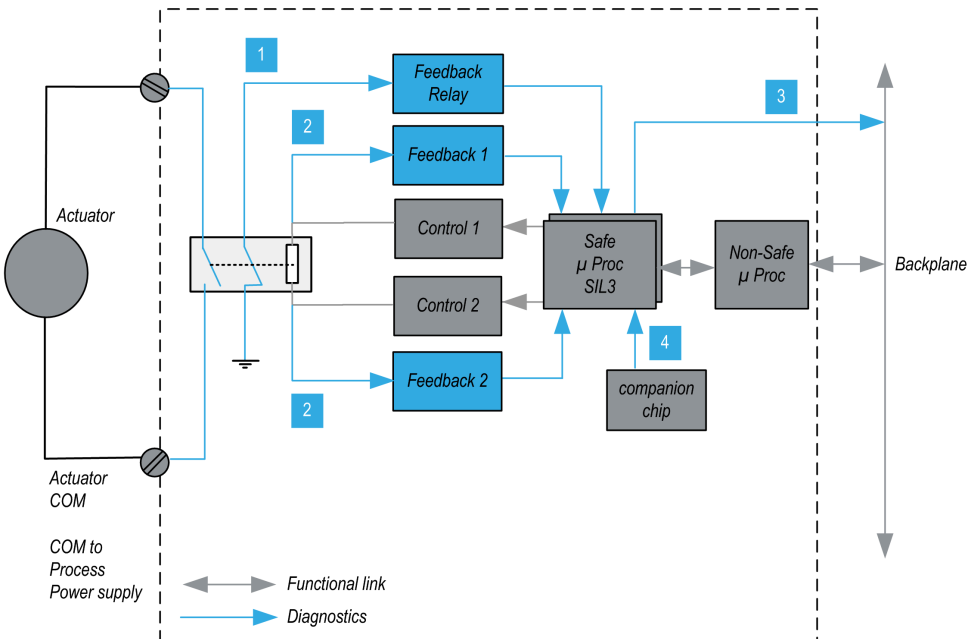 1
Feedback
Relay
3
2
Feedback 1
Actuator
Control 1
Safe
µ Proc
SIL3
Non-Safe
µ Proc
Backplane
Control 2
4
Feedback 2
2
companion
chip
Actuator
COM
COM to
Process
Power supply
Functional link
Diagnostics